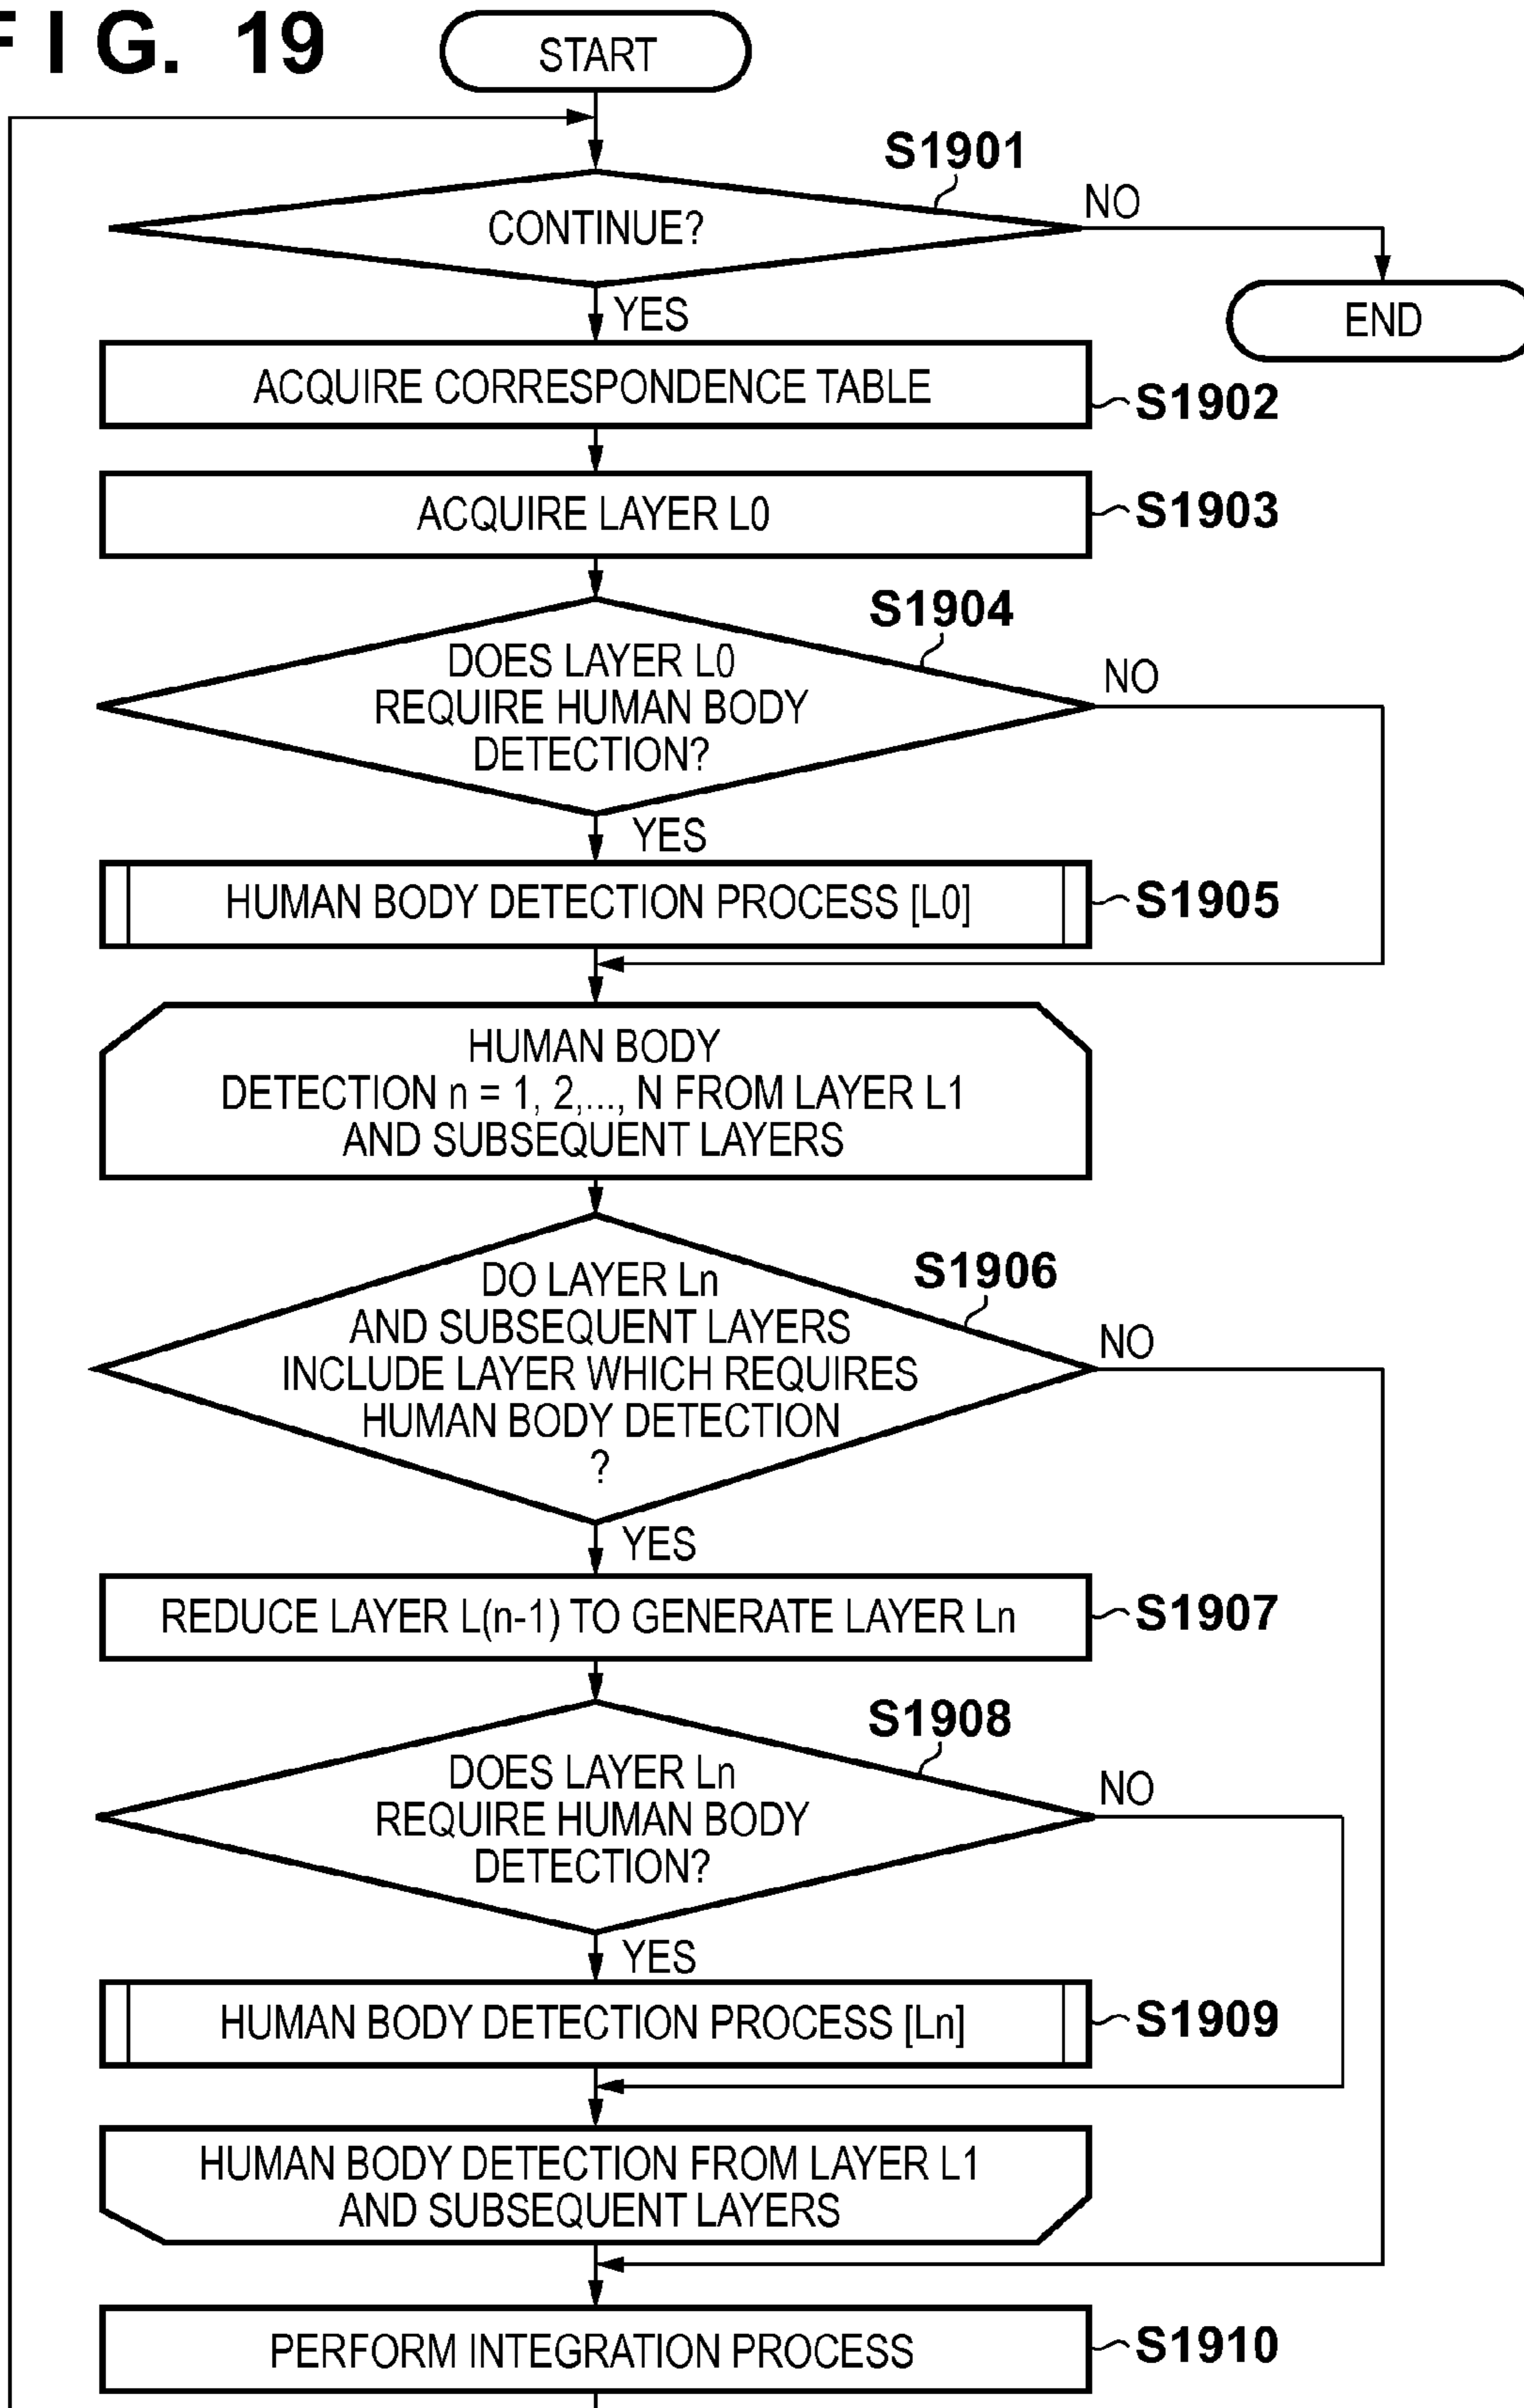 FIG. 19
START
S1901
CONTINUE?
NO
YES
END
ACQUIRE CORRESPONDENCE TABLE
S1902
ACQUIRE LAYER L0
S1903
S1904
DOES LAYER L0
REQUIRE HUMAN BODY
DETECTION?
NO
YES
HUMAN BODY DETECTION PROCESS [L0]
S1905
HUMAN BODY
DETECTION n = 1, 2,..., N FROM LAYER L1
AND SUBSEQUENT LAYERS
S1906
DO LAYER Ln
AND SUBSEQUENT LAYERS
INCLUDE LAYER WHICH REQUIRES
HUMAN BODY DETECTION
?
NO
YES
REDUCE LAYER L(n-1) TO GENERATE LAYER Ln
S1907
S1908
DOES LAYER Ln
REQUIRE HUMAN BODY
DETECTION?
NO
YES
HUMAN BODY DETECTION PROCESS [Ln]
S1909
HUMAN BODY DETECTION FROM LAYER L1
AND SUBSEQUENT LAYERS
PERFORM INTEGRATION PROCESS
S1910